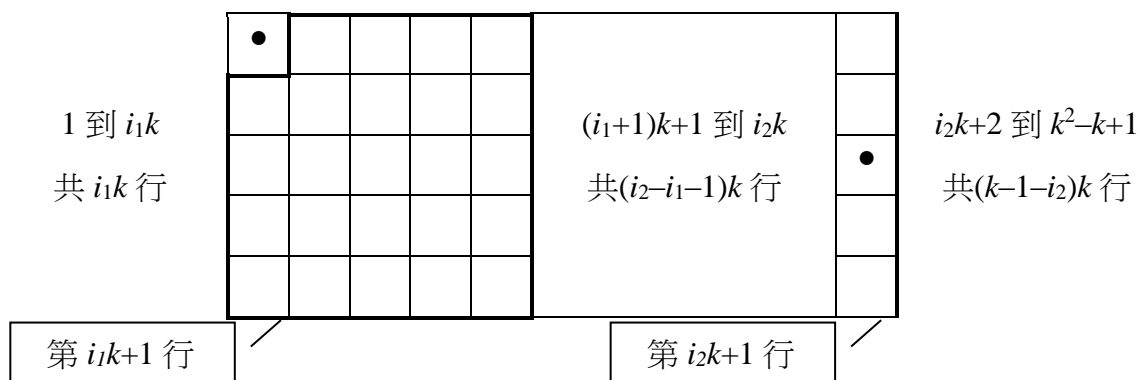 1 到 i₁k
共 i₁k 行
(i₁+1)k+1 到 i₂k
共(i₂–i₁–1)k 行
i₂k+2 到 k²–k+1
共(k–1–i₂)k 行
第 i₁k+1 行
第 i₂k+1 行